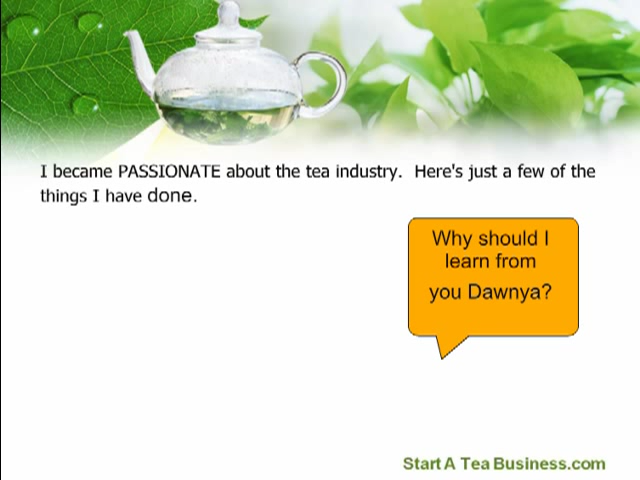 I became PASSIONATE about the tea industry.  Here's just a few of the
things I have done.
Why should I
learn from
you Dawnya?
Start A Tea Business.com